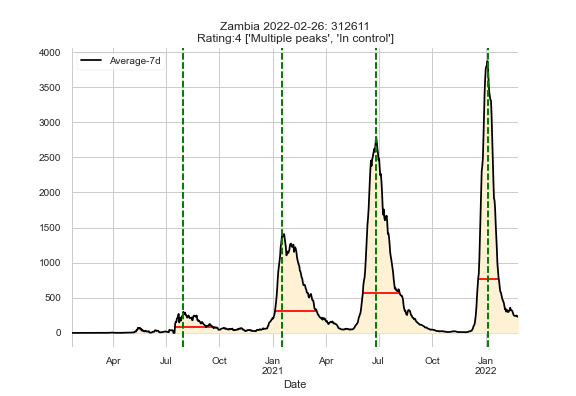 Zambia 2022-02-26: 312611
Rating:4 ['Multiple peaks', 'In control']
Average-7d
4000
3500
3000
2500
2000
1500
1000
500
0
Apr Jul Oct Jan Apr Jul Oct Jan
2021 2022
Date